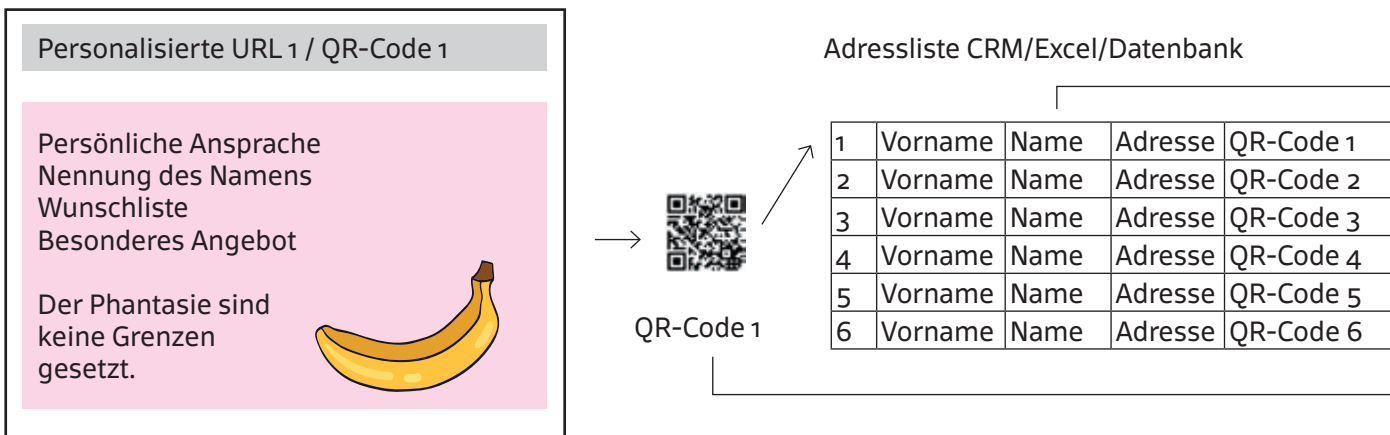 Personalisierte URL 1 / QR-Code 1
Persönliche Ansprache
Nennung des Namens
Wunschliste
Besonderes Angebot
Der Phantasie sind
keine Grenzen
gesetzt.
QR-Code 1
Adressliste CRM/Excel/Datenbank
1 Vorname Name Adresse QR-Code 1
2 Vorname Name Adresse QR-Code 2
3 Vorname Name Adresse QR-Code 3
4 Vorname Name Adresse QR-Code 4
5 Vorname Name Adresse QR-Code 5
6 Vorname Name Adresse QR-Code 6